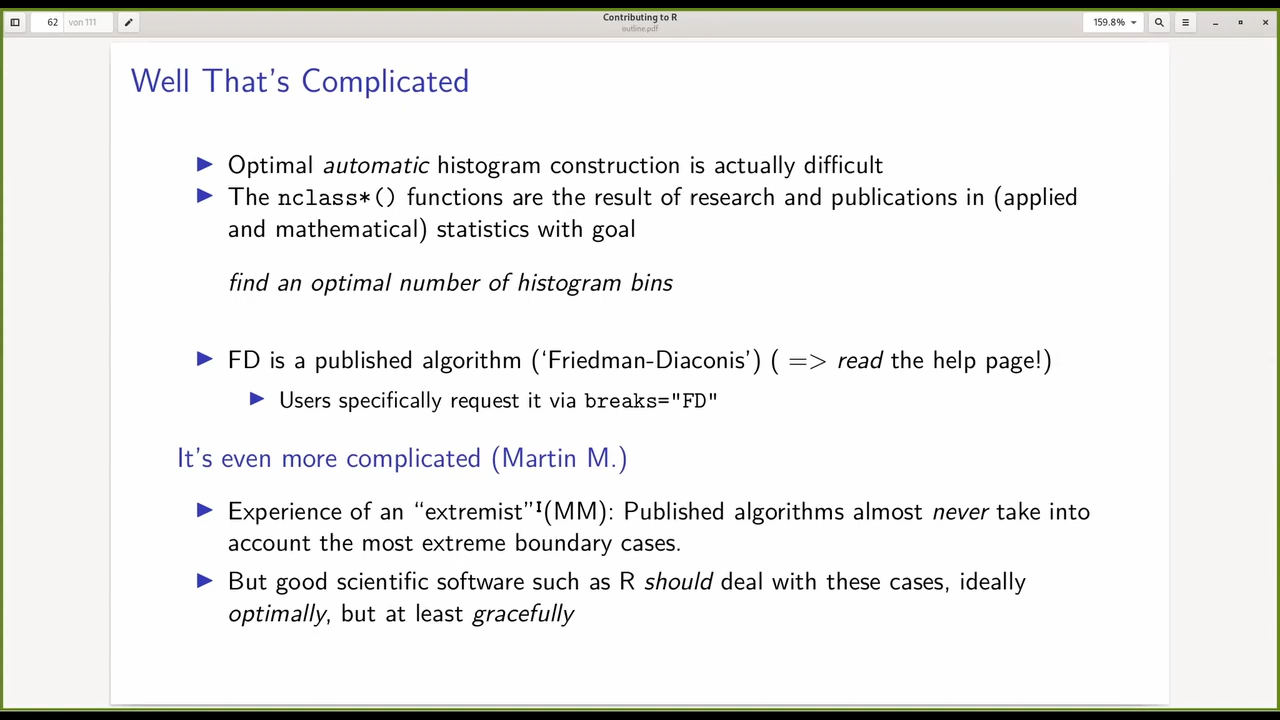 62 von 111
Contributing to R
outline.pdf
159.8%
Well That's Complicated
Optimal automatic histogram construction is actually difficult
The nclass*() functions are the result of research and publications in (applied
and mathematical) statistics with goal
find an optimal number of histogram bins
FD is a published algorithm (‘Friedman-Diaconis’) ( => read the help page!)
Users specifically request it via breaks="FD"
It's even more complicated (Martin M.)
Experience of an “extremist” (MM): Published algorithms almost never take into
account the most extreme boundary cases.
But good scientific software such as R should deal with these cases, ideally
optimally, but at least gracefully